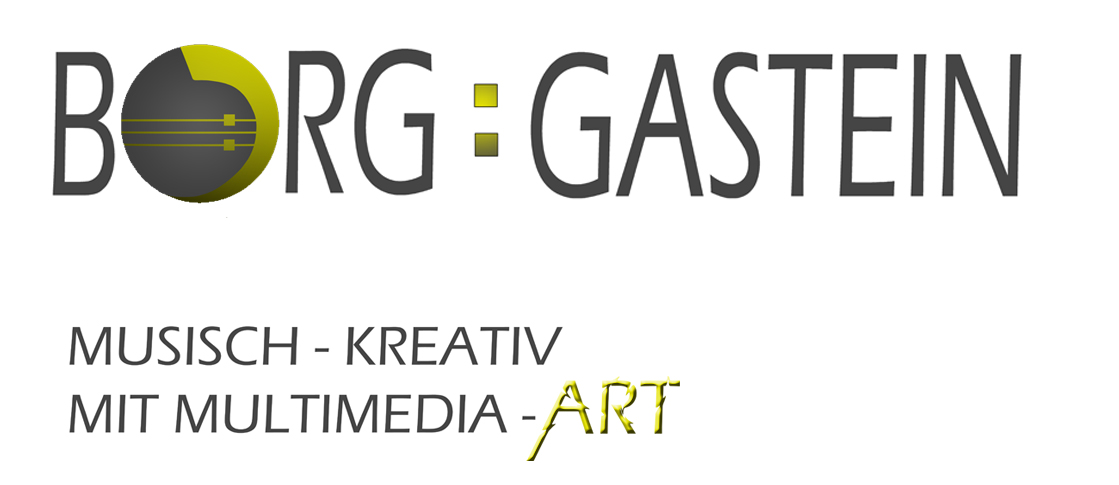 BORG : GASTEIN
MUSISCH - KREATIV
MIT MULTIMEDIA - ART